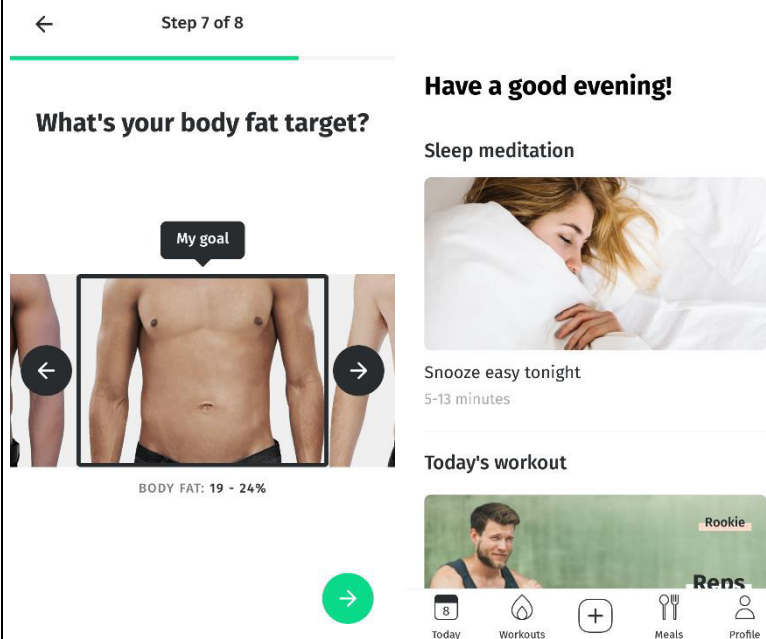 Step 7 of 8
What's your body fat target?
My goal
BODY FAT: 19 - 24%
Have a good evening!
Sleep meditation
Snooze easy tonight
5-13 minutes
Today's workout
Rookie
Reps
8
Today
Workouts
Meals
Profile